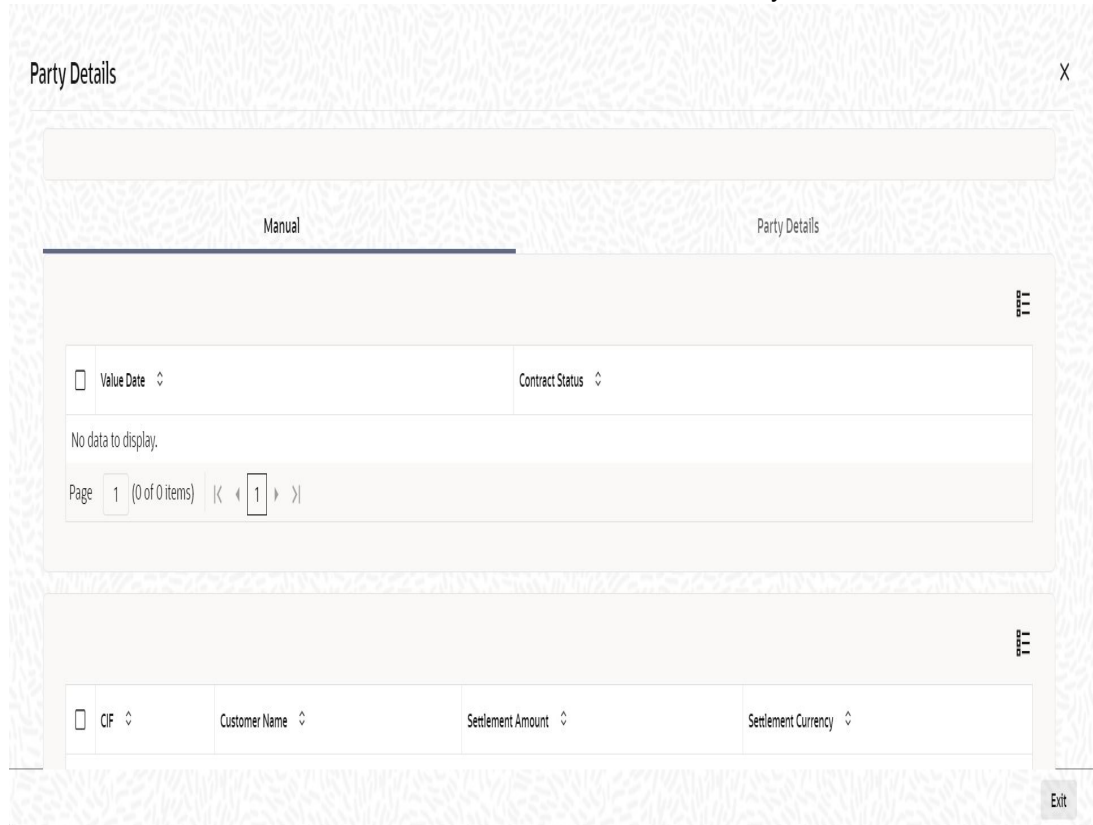 Party Details X
Manual Party Details
Value Date Contract Status
No data to display.
Page 1 (0 of 0 items) 1
CIF Customer Name Settlement Amount Settlement Currency
Exit